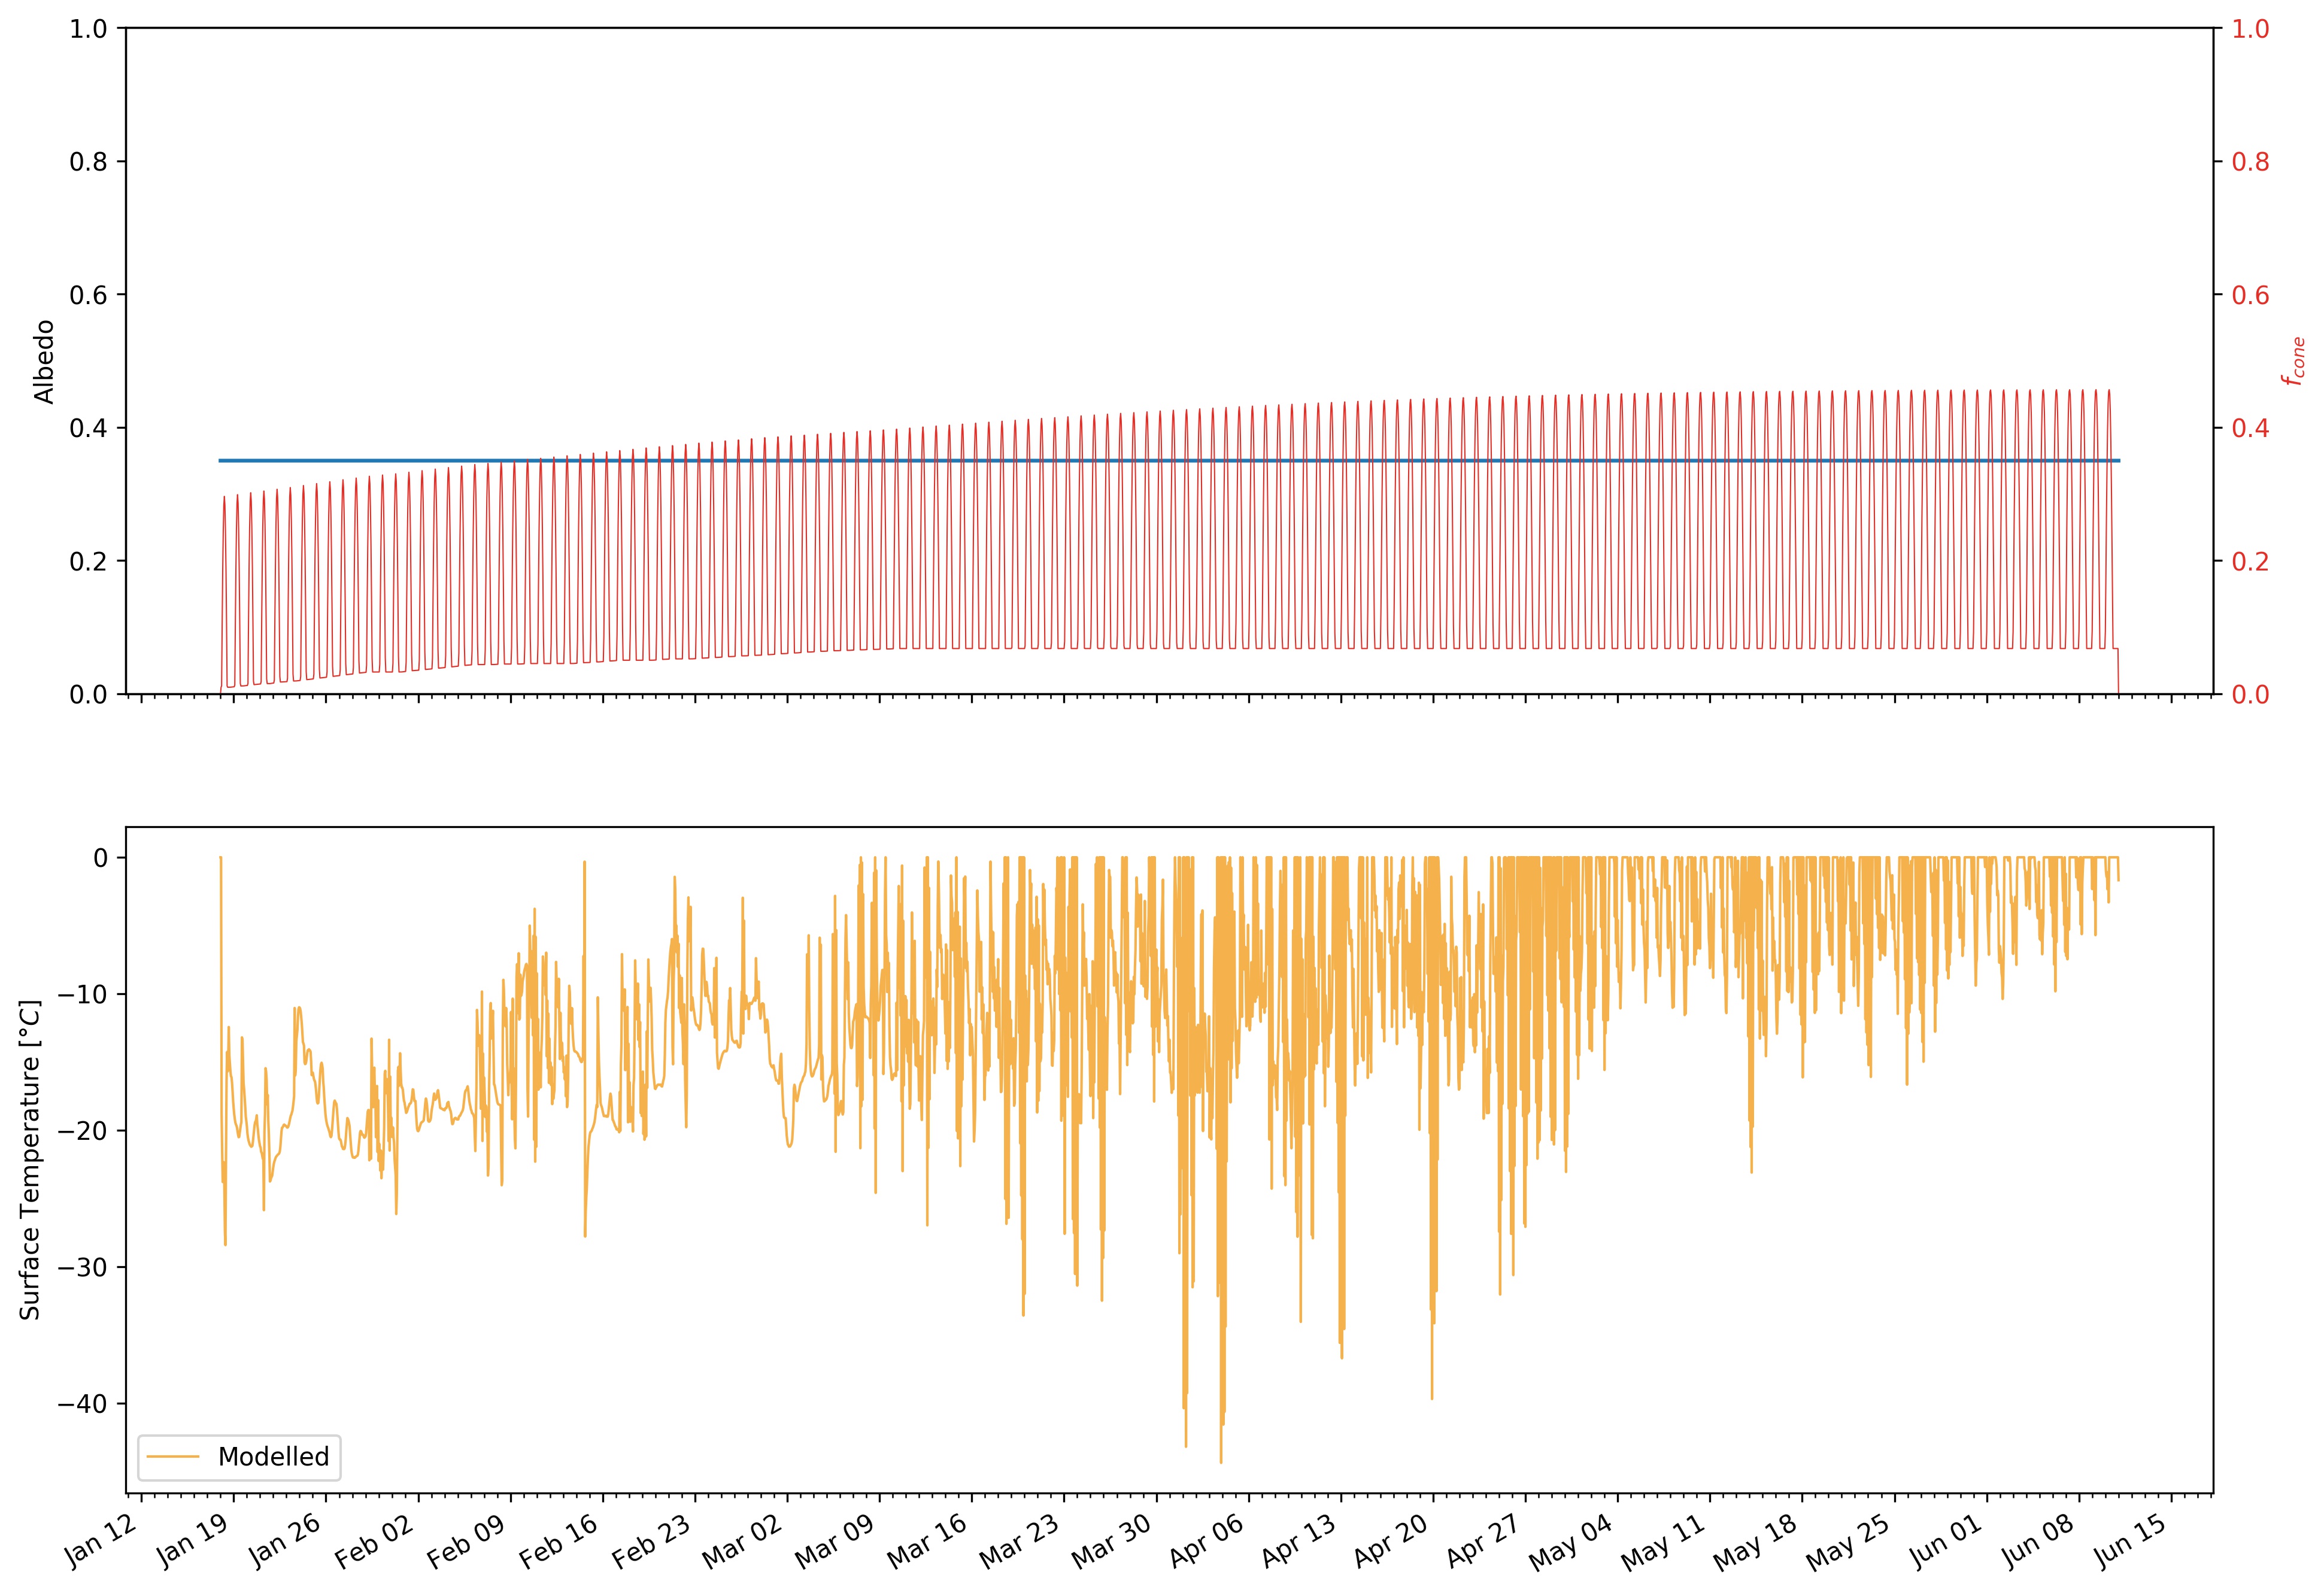 1.0
0.8
0.6
0.4
0.2
0.0
Albedo
1.0
0.8
0.6
0.4
0.2
0.0
f_cone
0
−10
−20
−30
−40
Surface Temperature [°C]
Modelled
Jan 12
Jan 19
Jan 26
Feb 02
Feb 09
Feb 16
Feb 23
Mar 02
Mar 09
Mar 16
Mar 23
Mar 30
Apr 06
Apr 13
Apr 20
Apr 27
May 04
May 11
May 18
May 25
Jun 01
Jun 08
Jun 15